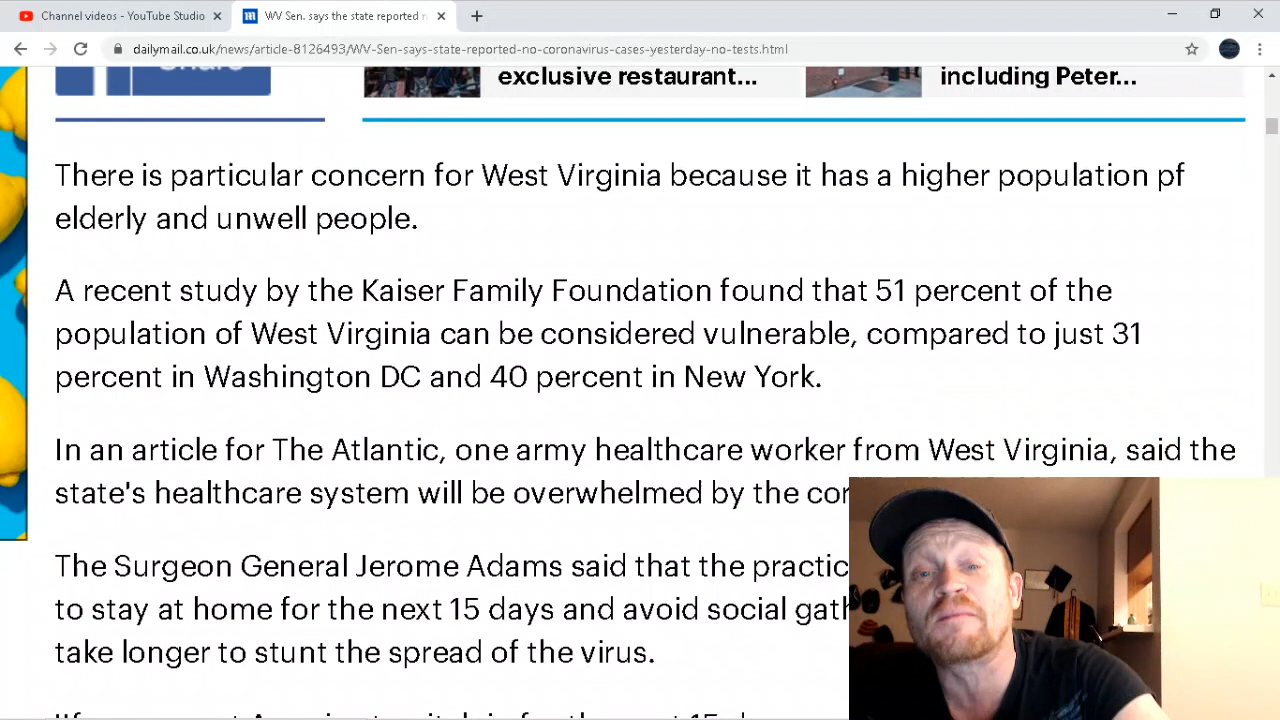 Channel videos - YouTube Studio
WV Sen. says the state reported n
dailymail.co.uk/news/article-8126493/WV-Sen-says-state-reported-no-coronavirus-cases-yesterday-no-tests.html
Share
exclusive restaurant...
including Peter...
There is particular concern for West Virginia because it has a higher population pf
elderly and unwell people.
A recent study by the Kaiser Family Foundation found that 51 percent of the
population of West Virginia can be considered vulnerable, compared to just 31
percent in Washington DC and 40 percent in New York.
In an article for The Atlantic, one army healthcare worker from West Virginia, said the
state's healthcare system will be overwhelmed by the cor
The Surgeon General Jerome Adams said that the practic
to stay at home for the next 15 days and avoid social gath
take longer to stunt the spread of the virus.